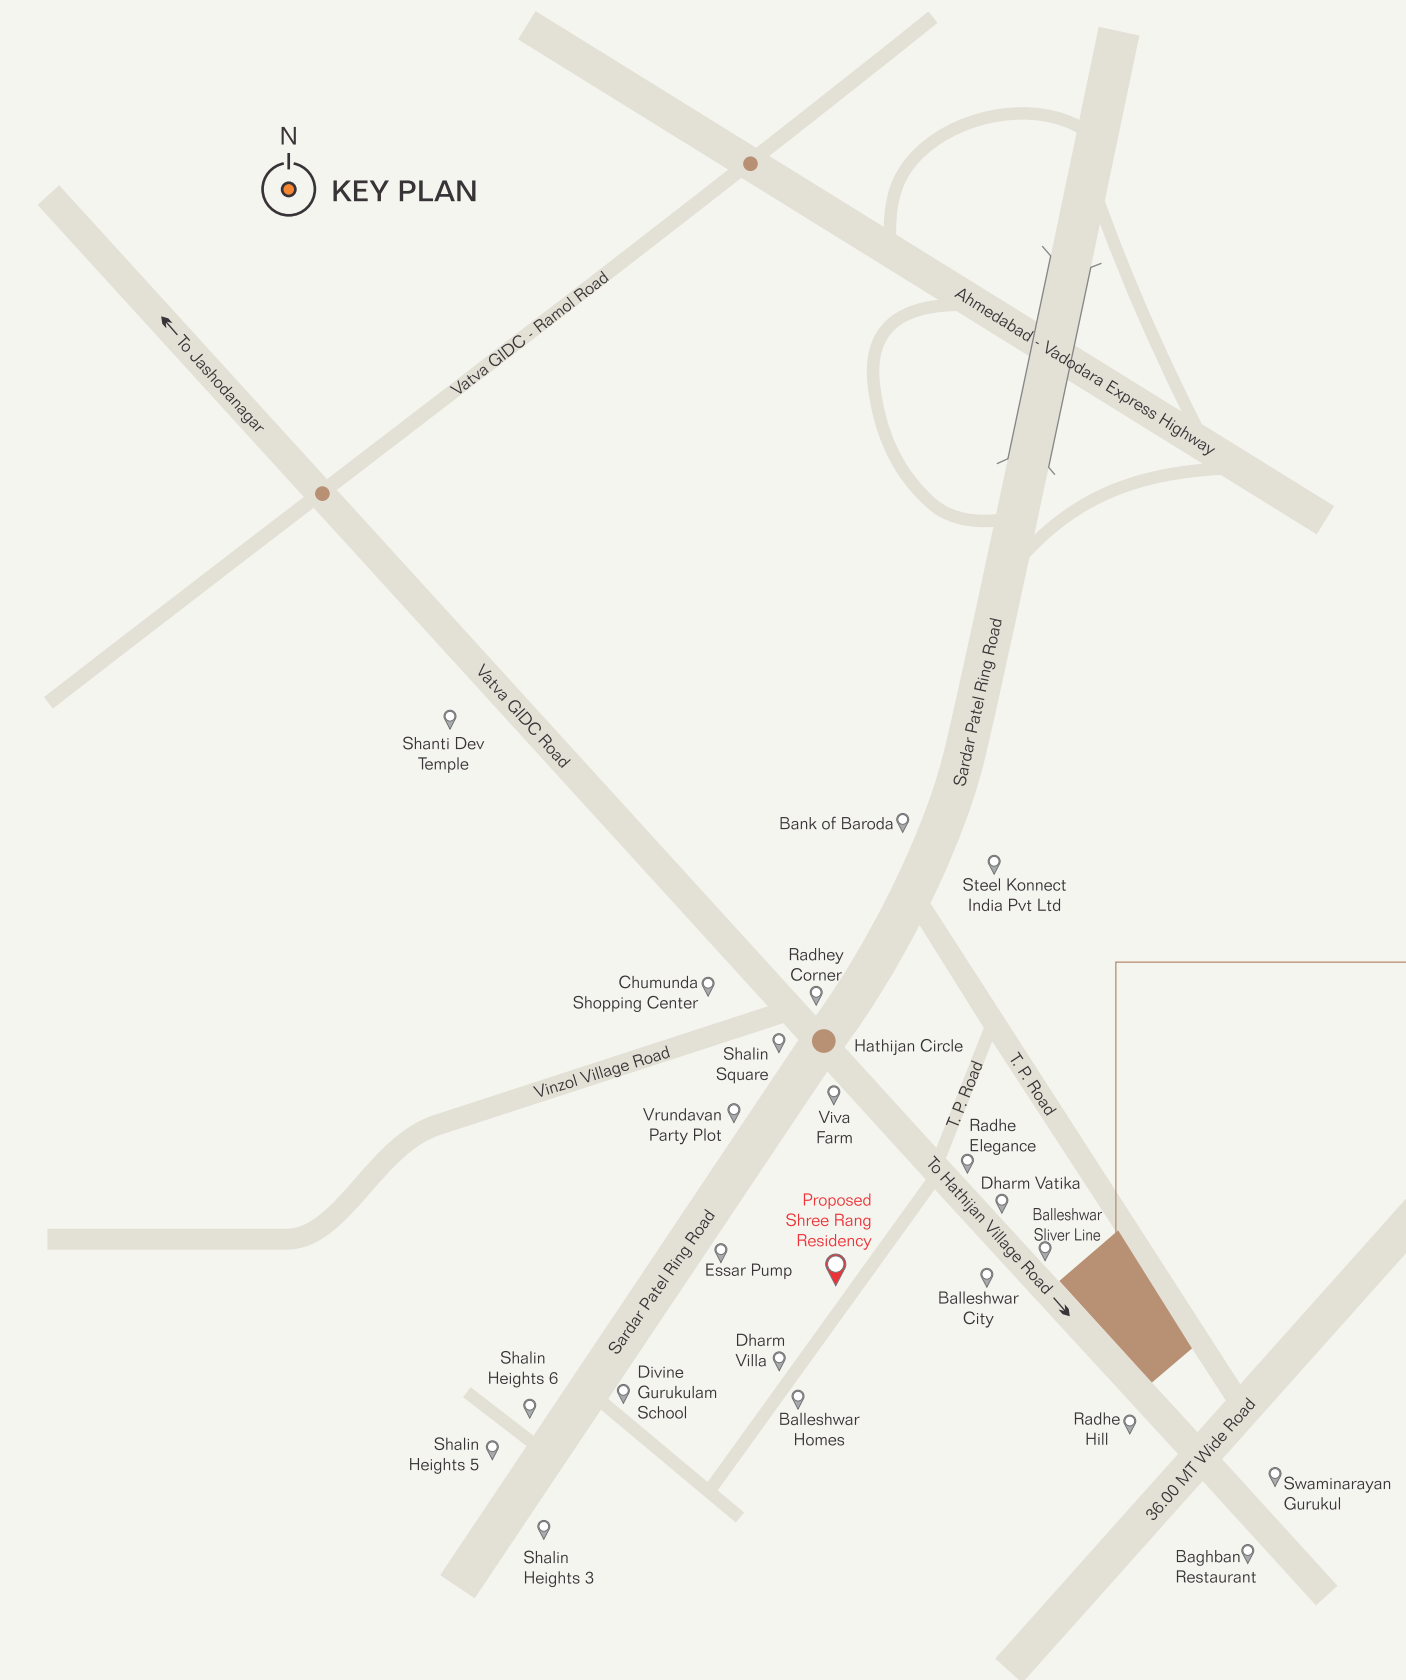 N
KEY PLAN
Vatva GIDC - Ramol Road
To Jashodanagar
Ahmedabad - Vadodara Express Highway
Sardar Patel Ring Road
Vatva GIDC Road
Shanti Dev
Temple
Bank of Baroda
Steel Konnect
India Pvt Ltd
Radhey
Corner
Chumunda
Shopping Center
Hathijan Circle
Shalin
Square
Vinzol Village Road
T. P. Road
T. P. Road
Vrundavan
Party Plot
Viva
Farm
Radhe
Elegance
Dharm Vatika
To Hathijan Village Road
Proposed
Shree Rang
Residency
Balleshwar
Sliver Line
Sardar Patel Ring Road
Essar Pump
Balleshwar
City
Dharm
Villa
Shalin
Heights 6
Divine
Gurukulam
School
Balleshwar
Homes
Radhe
Hill
36.00 MT Wide Road
Shalin
Heights 5
Swaminarayan
Gurukul
Shalin
Heights 3
Baghban
Restaurant